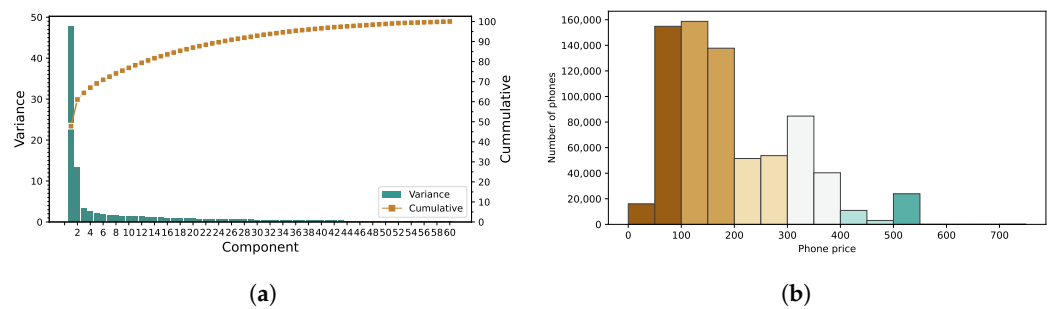 50
40
30
20
10
0
Variance
100
90
80
70
60
50
40
30
20
10
0
Cummulative
Variance
Cumulative
2 4 6 8 10 12 14 16 18 20 22 24 26 28 30 32 34 36 38 40 42 44 46 48 50 52 54 56 58 60
Component
(a)
160,000
140,000
120,000
100,000
80,000
60,000
40,000
20,000
0
Number of phones
0 100 200 300 400 500 600 700
Phone price
(b)